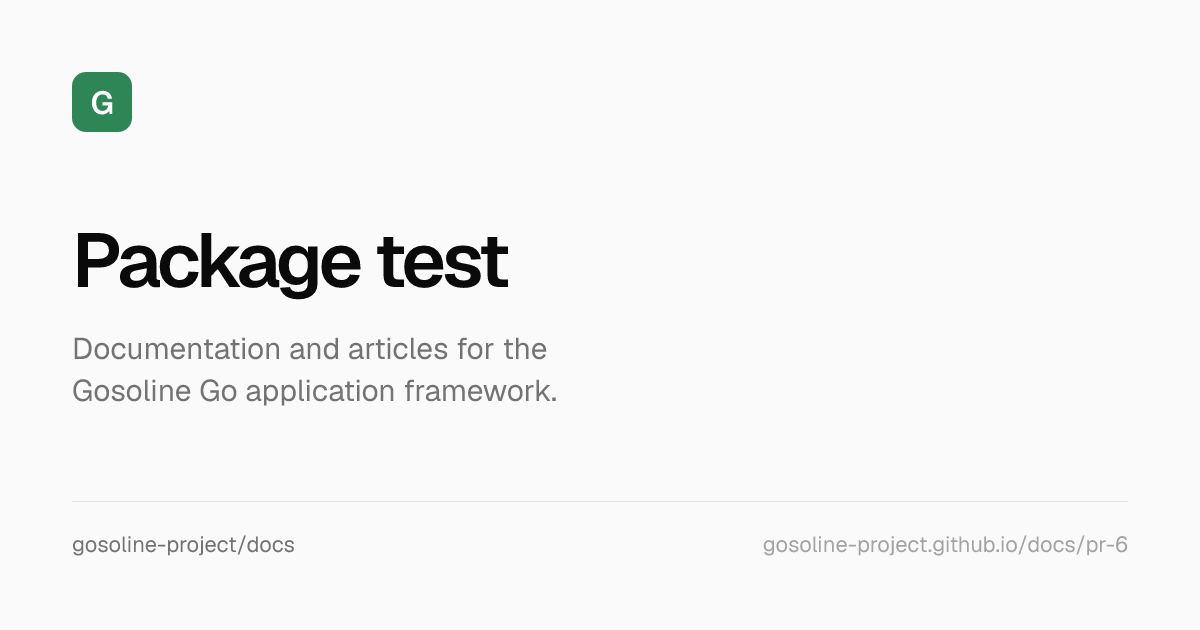 G
Package test
Documentation and articles for the
Gosoline Go application framework.
gosoline-project/docs
gosoline-project.github.io/docs/pr-6